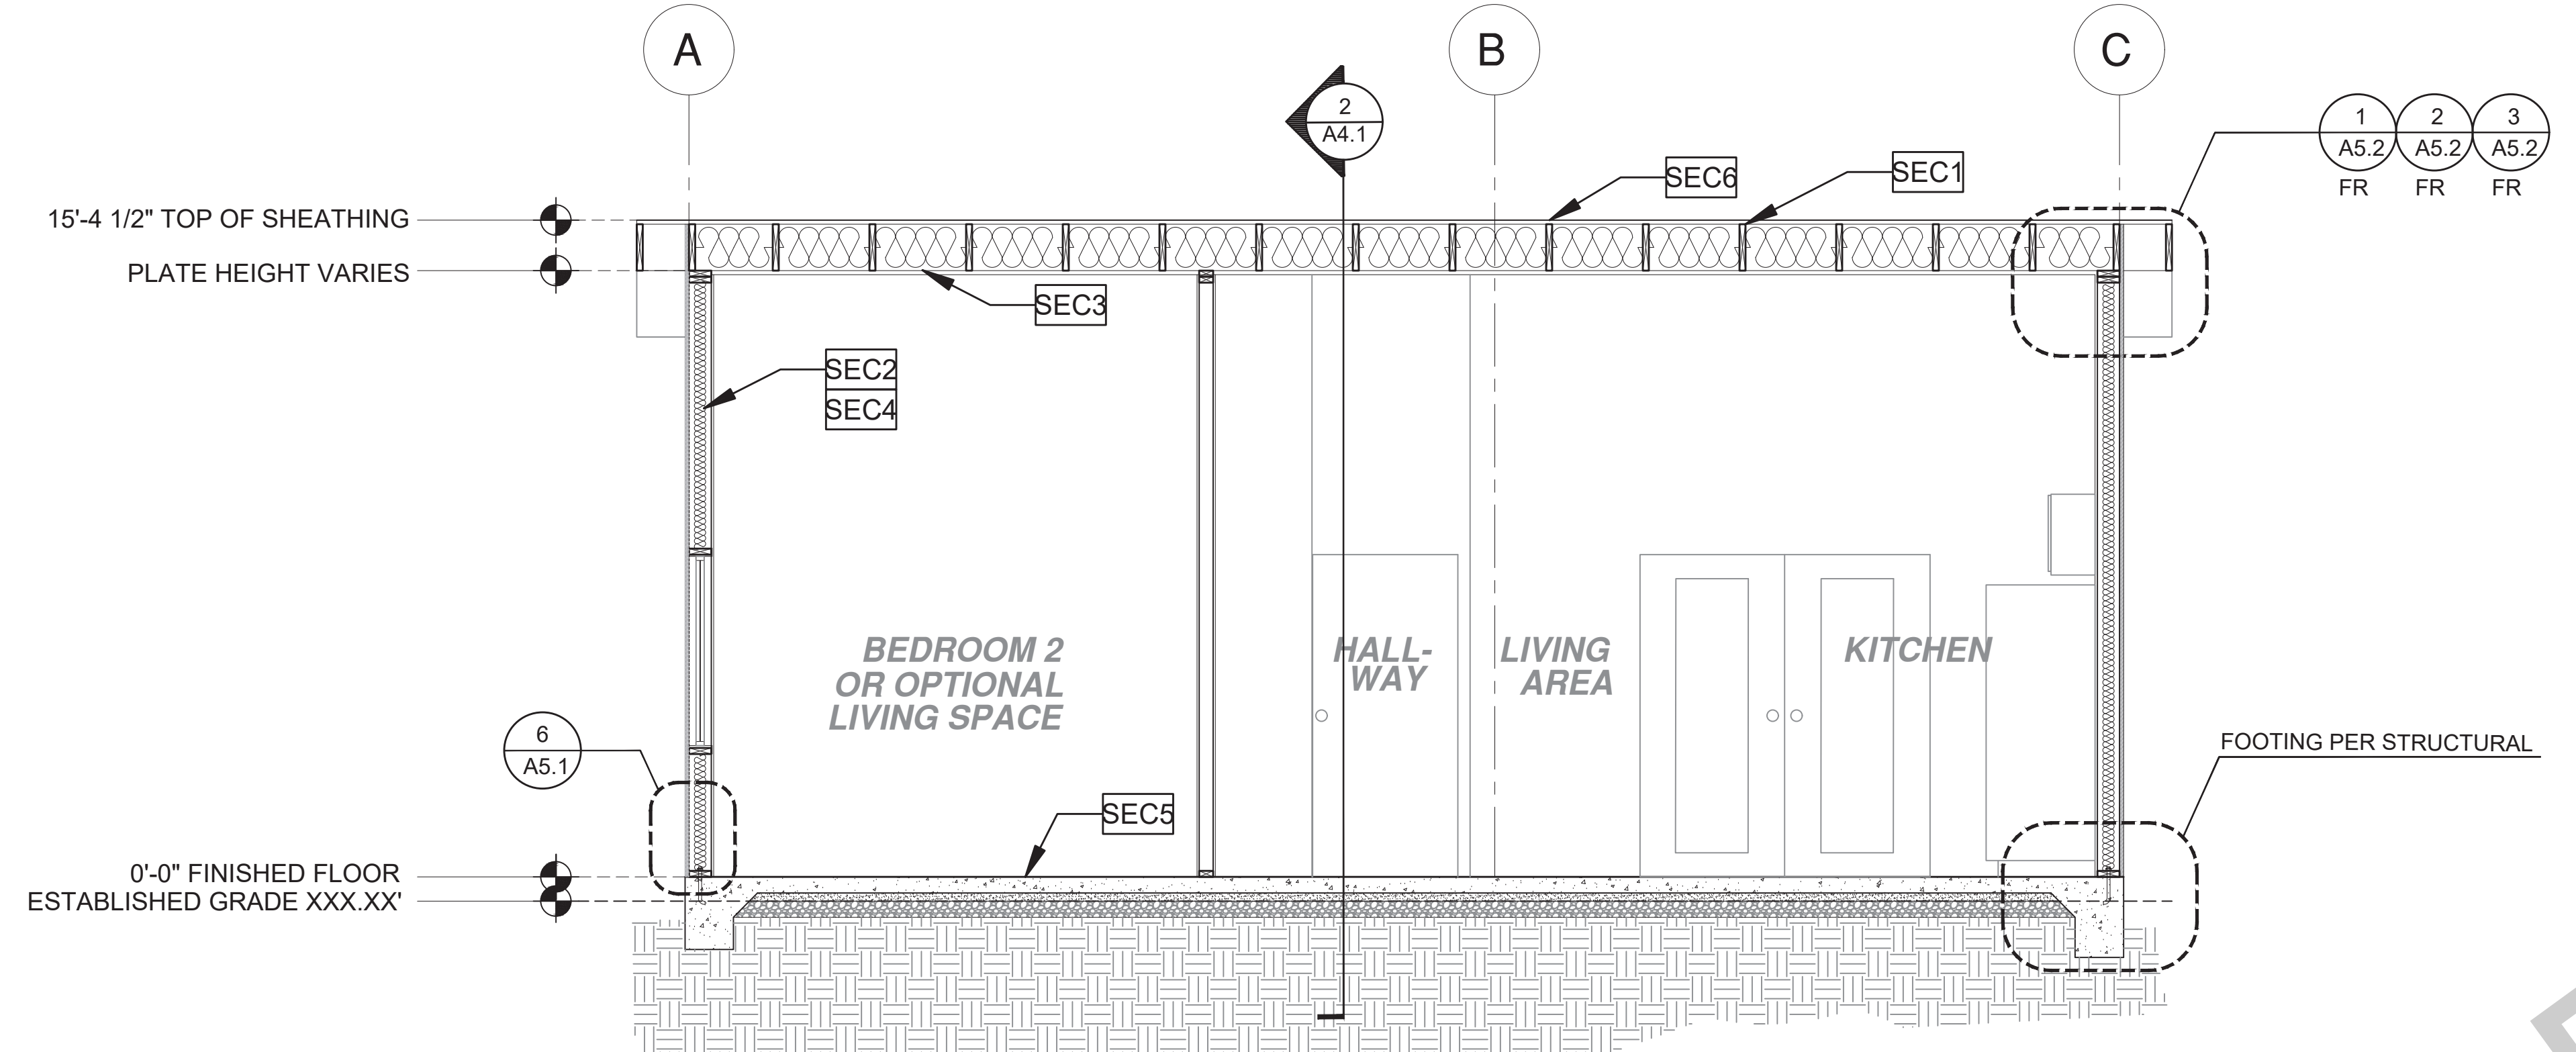 A
B
C
2
A4.1
1
A5.2
FR
2
A5.2
FR
3
A5.2
FR
SEC6
SEC1
15'-4 1/2" TOP OF SHEATHING
PLATE HEIGHT VARIES
SEC3
SEC2
SEC4
BEDROOM 2
OR OPTIONAL
LIVING SPACE
HALL-
WAY
LIVING
AREA
KITCHEN
6
A5.1
FOOTING PER STRUCTURAL
SEC5
0'-0" FINISHED FLOOR
ESTABLISHED GRADE XXX.XX'